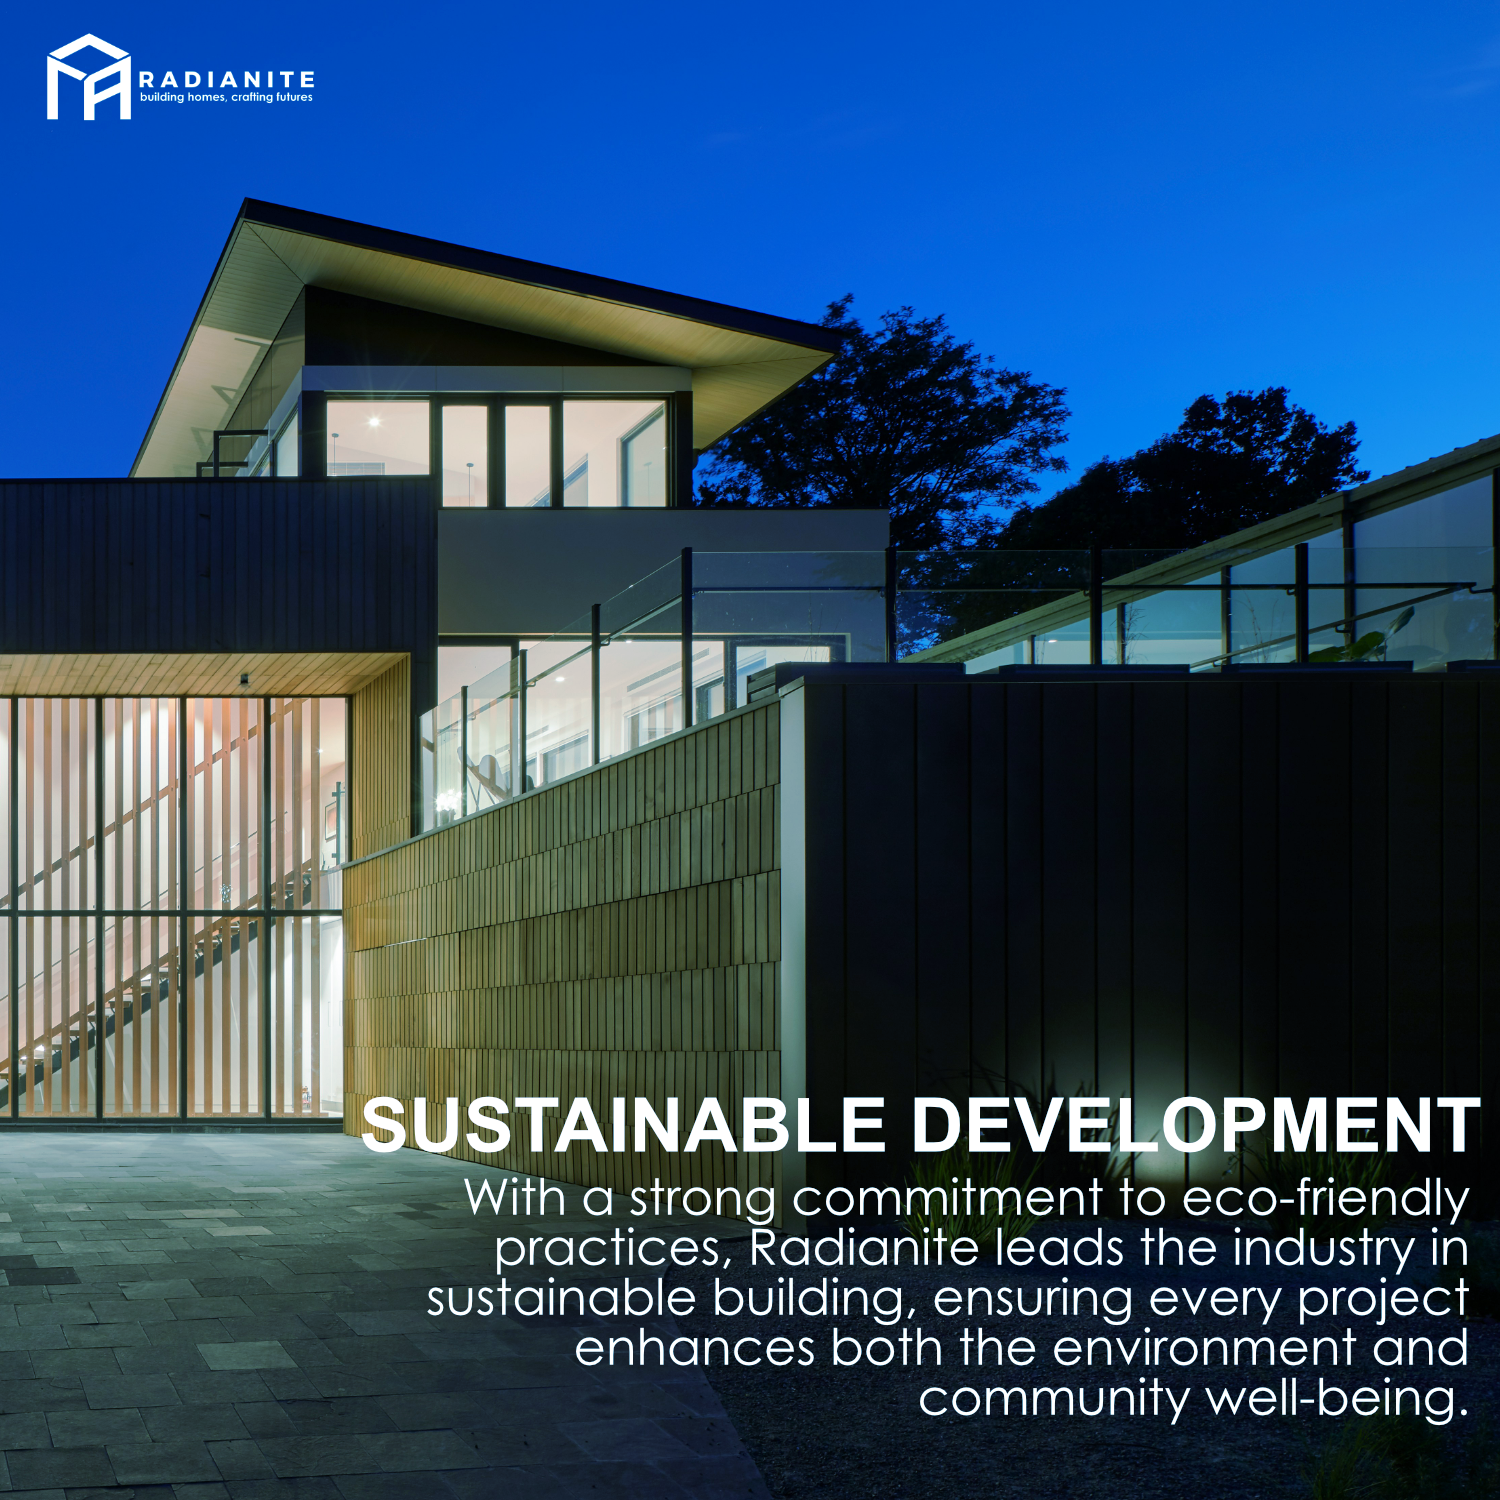 RADIANITE
building homes, crafting futures
SUSTAINABLE DEVELOPMENT
With a strong commitment to eco-friendly
practices, Radianite leads the industry in
sustainable building, ensuring every project
enhances both the environment and
community well-being.